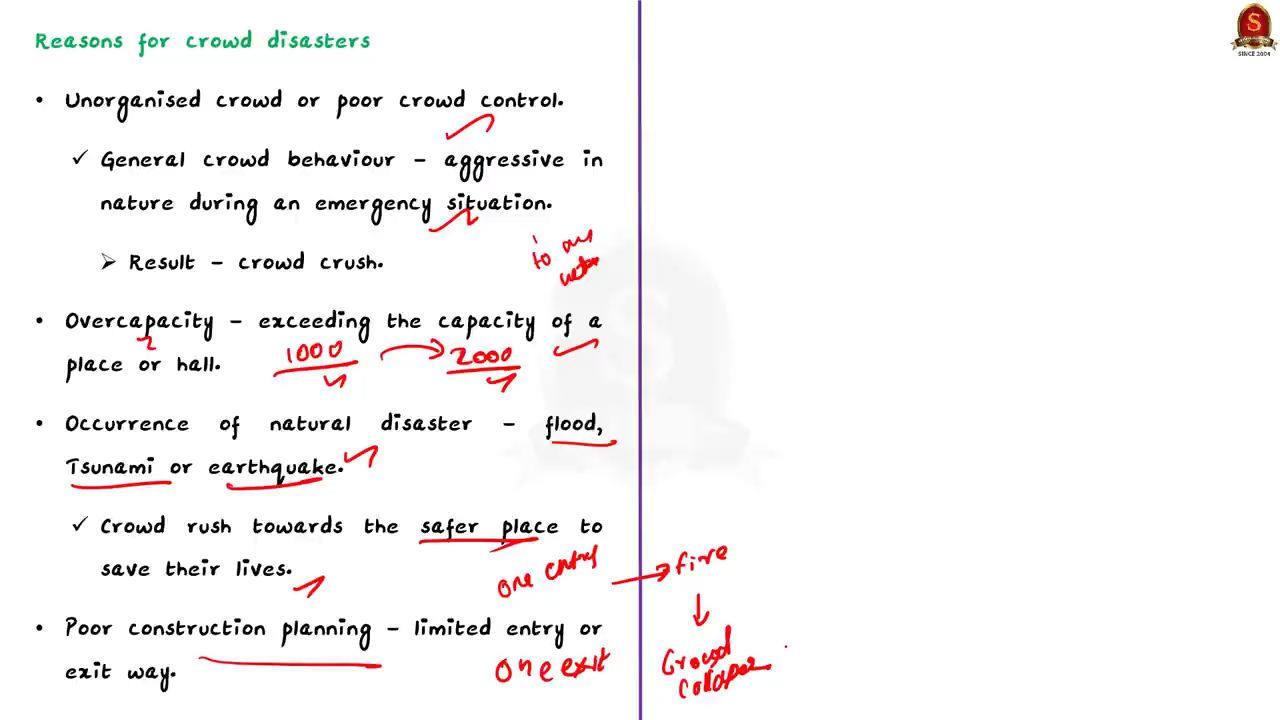 Reasons for crowd disasters
S
SINCE 2004
• Unorganised crowd or poor crowd control.
✓ General crowd behaviour – aggressive in
nature during an emergency situation.
➢ Result – crowd crush.
to
• Overcapacity – exceeding the capacity of a
place or hall.
1000 → 2000
• Occurrence of natural disaster – flood,
Tsunami or earthquake.
✓ Crowd rush towards the safer place to
save their lives.
one entry → fire
• Poor construction planning – limited entry or
exit way.
one exit
↓
Crowd